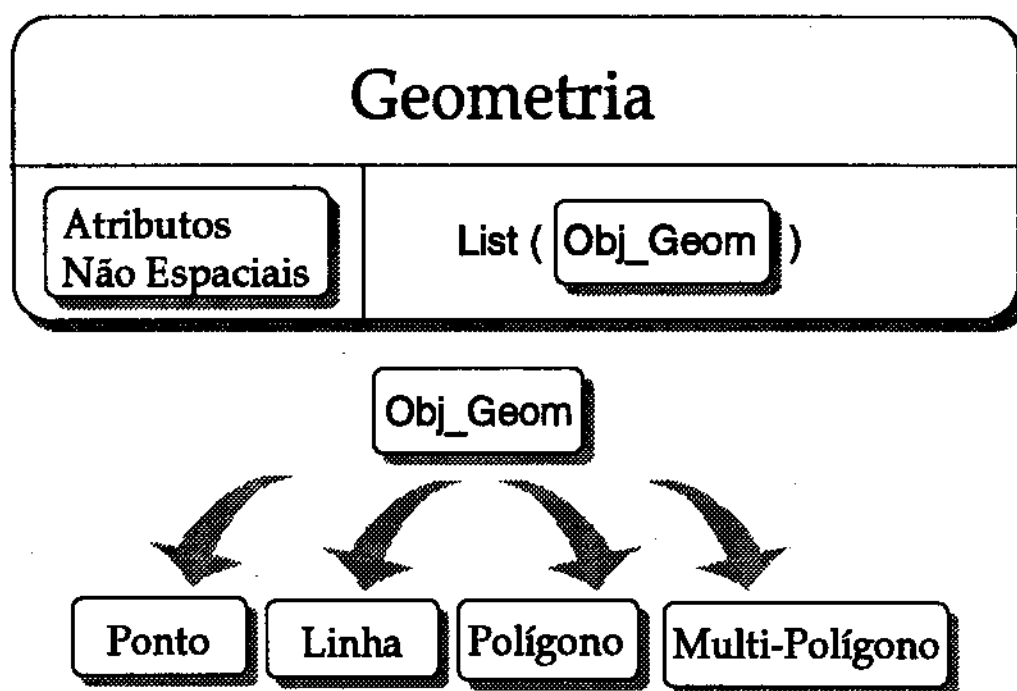 Geometria
Atributos
Não Espaciais
List ( Obj_Geom )
Obj_Geom
Ponto
Linha
Polígono
Multi-Polígono